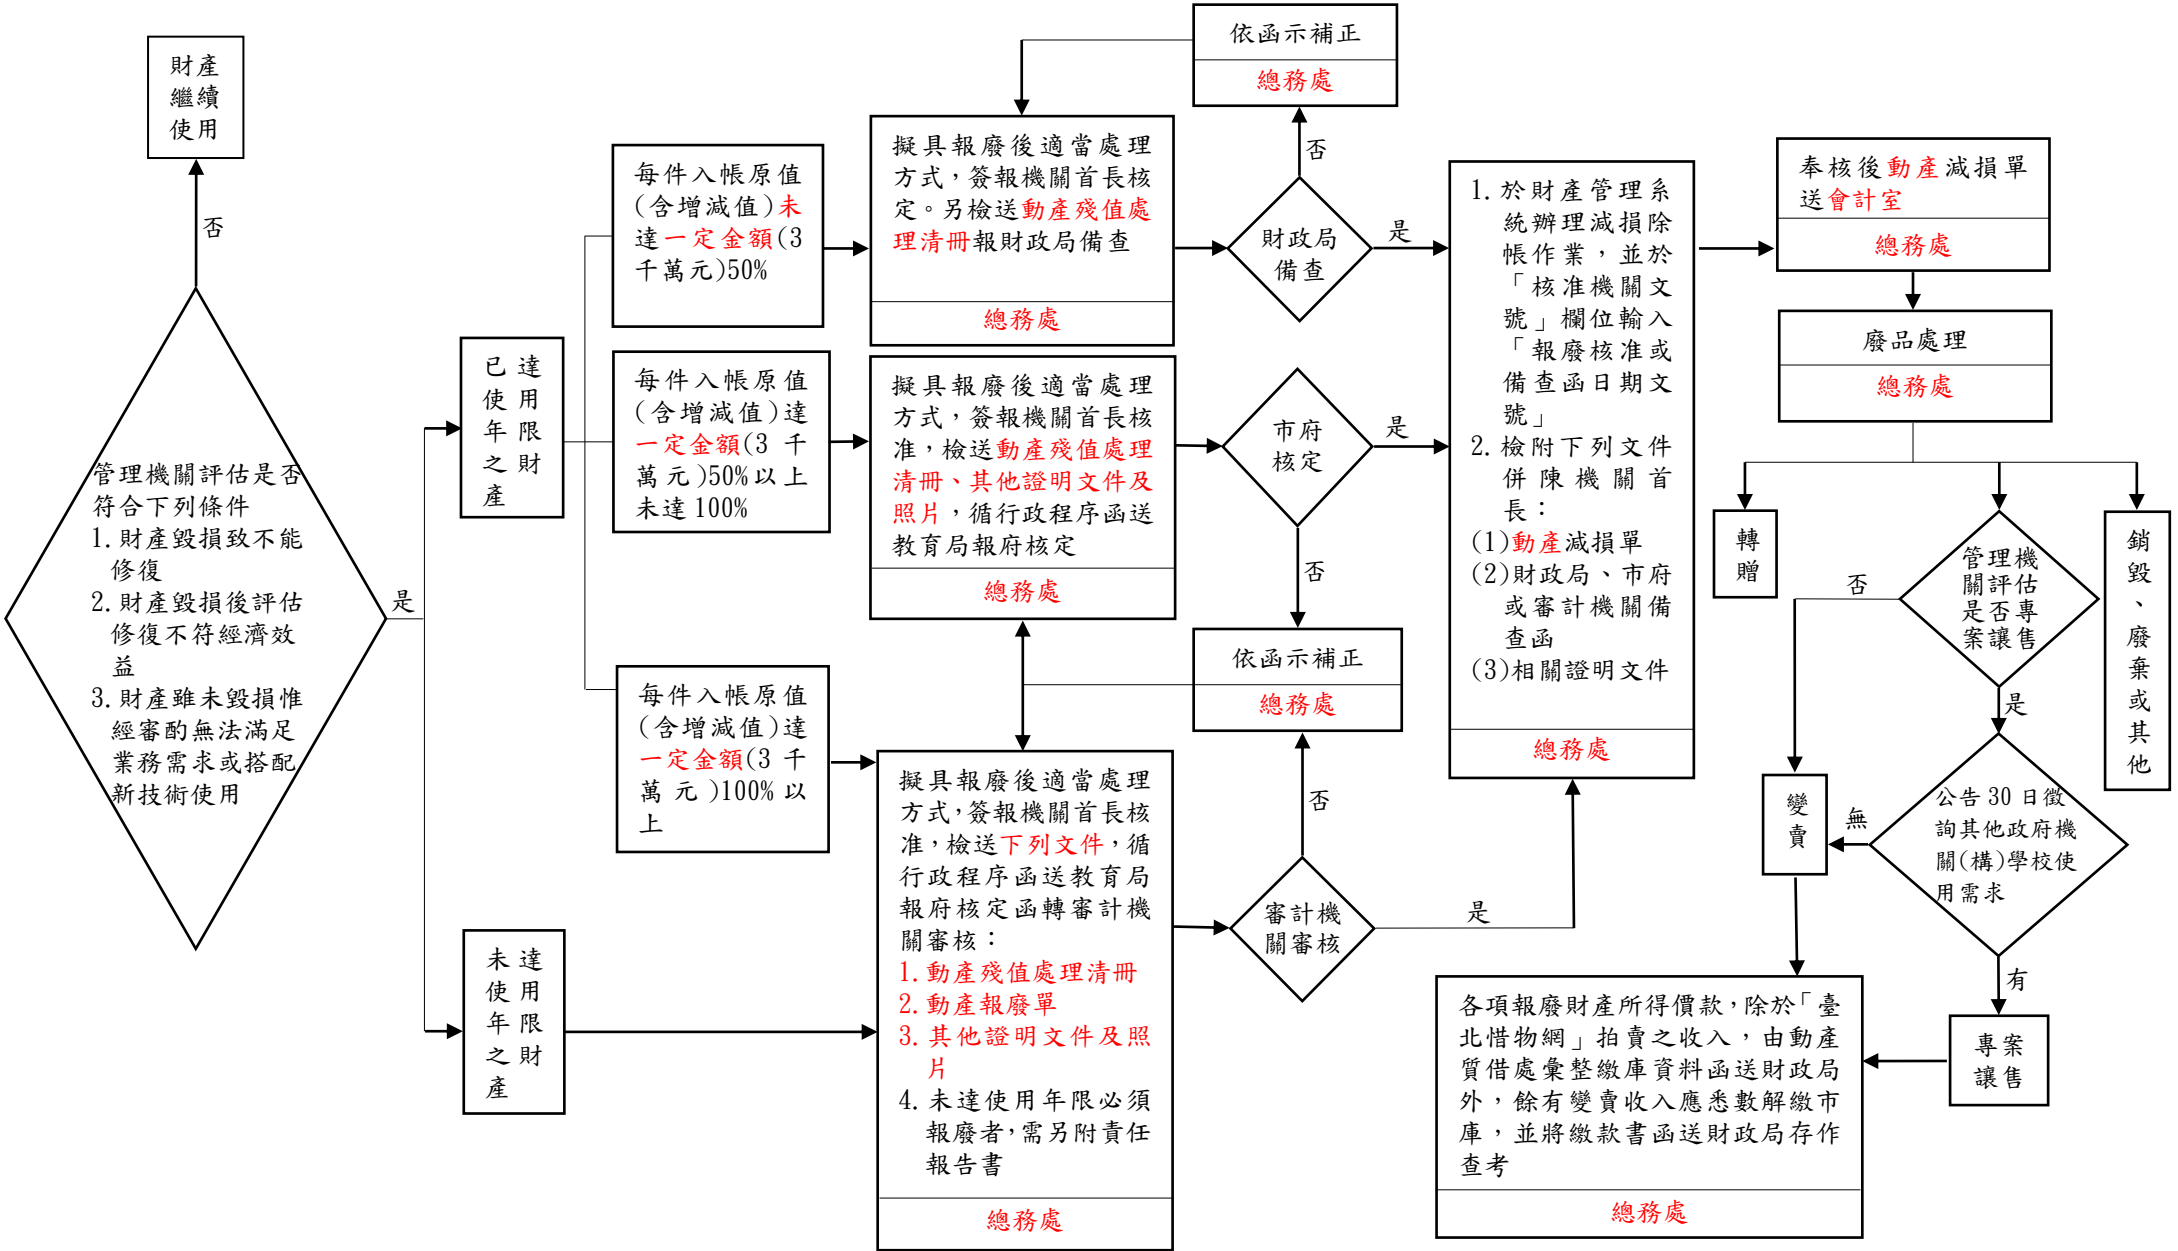 財產
繼續
使用
否
管理機關評估是否
符合下列條件
1.財產毀損致不能
修復
2.財產毀損後評估
修復不符經濟效
益
3.財產雖未毀損惟
經審酌無法滿足
業務需求或搭配
新技術使用
是
已達
使用
年限
之財
產
未達
使用
年限
之財
產
每件入帳原值
(含增減值)未
達一定金額(3
千萬元)50%
每件入帳原值
(含增減值)達
一定金額(3 千
萬元)50%以上
未達 100%
每件入帳原值
(含增減值)達
一定金額(3 千
萬元)100%以
上
擬具報廢後適當處理
方式,簽報機關首長核
定。另檢送動產殘值處
理清冊報財政局備查
總務處
擬具報廢後適當處理
方式,簽報機關首長核
准,檢送動產殘值處理
清冊、其他證明文件及
照片,循行政程序函送
教育局報府核定
總務處
擬具報廢後適當處理
方式,簽報機關首長核
准,檢送下列文件,循
行政程序函送教育局
報府核定函轉審計機
關審核:
1.動產殘值處理清冊
2.動產報廢單
3.其他證明文件及照
片
4.未達使用年限必須
報廢者,需另附責任
報告書
總務處
依函示補正
總務處
否
財政局
備查
是
市府
核定
是
否
依函示補正
總務處
否
審計機
關審核
是
1.於財產管理系
統辦理減損除
帳作業,並於
「核准機關文
號」欄位輸入
「報廢核准或
備查函日期文
號」
2.檢附下列文件
併陳機關首
長:
(1)動產減損單
(2)財政局、市府
或審計機關備
查函
(3)相關證明文件
總務處
奉核後動產減損單
送會計室
總務處
廢品處理
總務處
轉
贈
管理機
關評估
是否專
案讓售
否
是
銷
毀
、
廢
棄
或
其
他
變
賣
無
公告 30 日徵
詢其他政府機
關(構)學校使
用需求
有
專案
讓售
各項報廢財產所得價款,除於「臺
北惜物網」拍賣之收入,由動產
質借處彙整繳庫資料函送財政局
外,餘有變賣收入應悉數解繳市
庫,並將繳款書函送財政局存作
查考
總務處